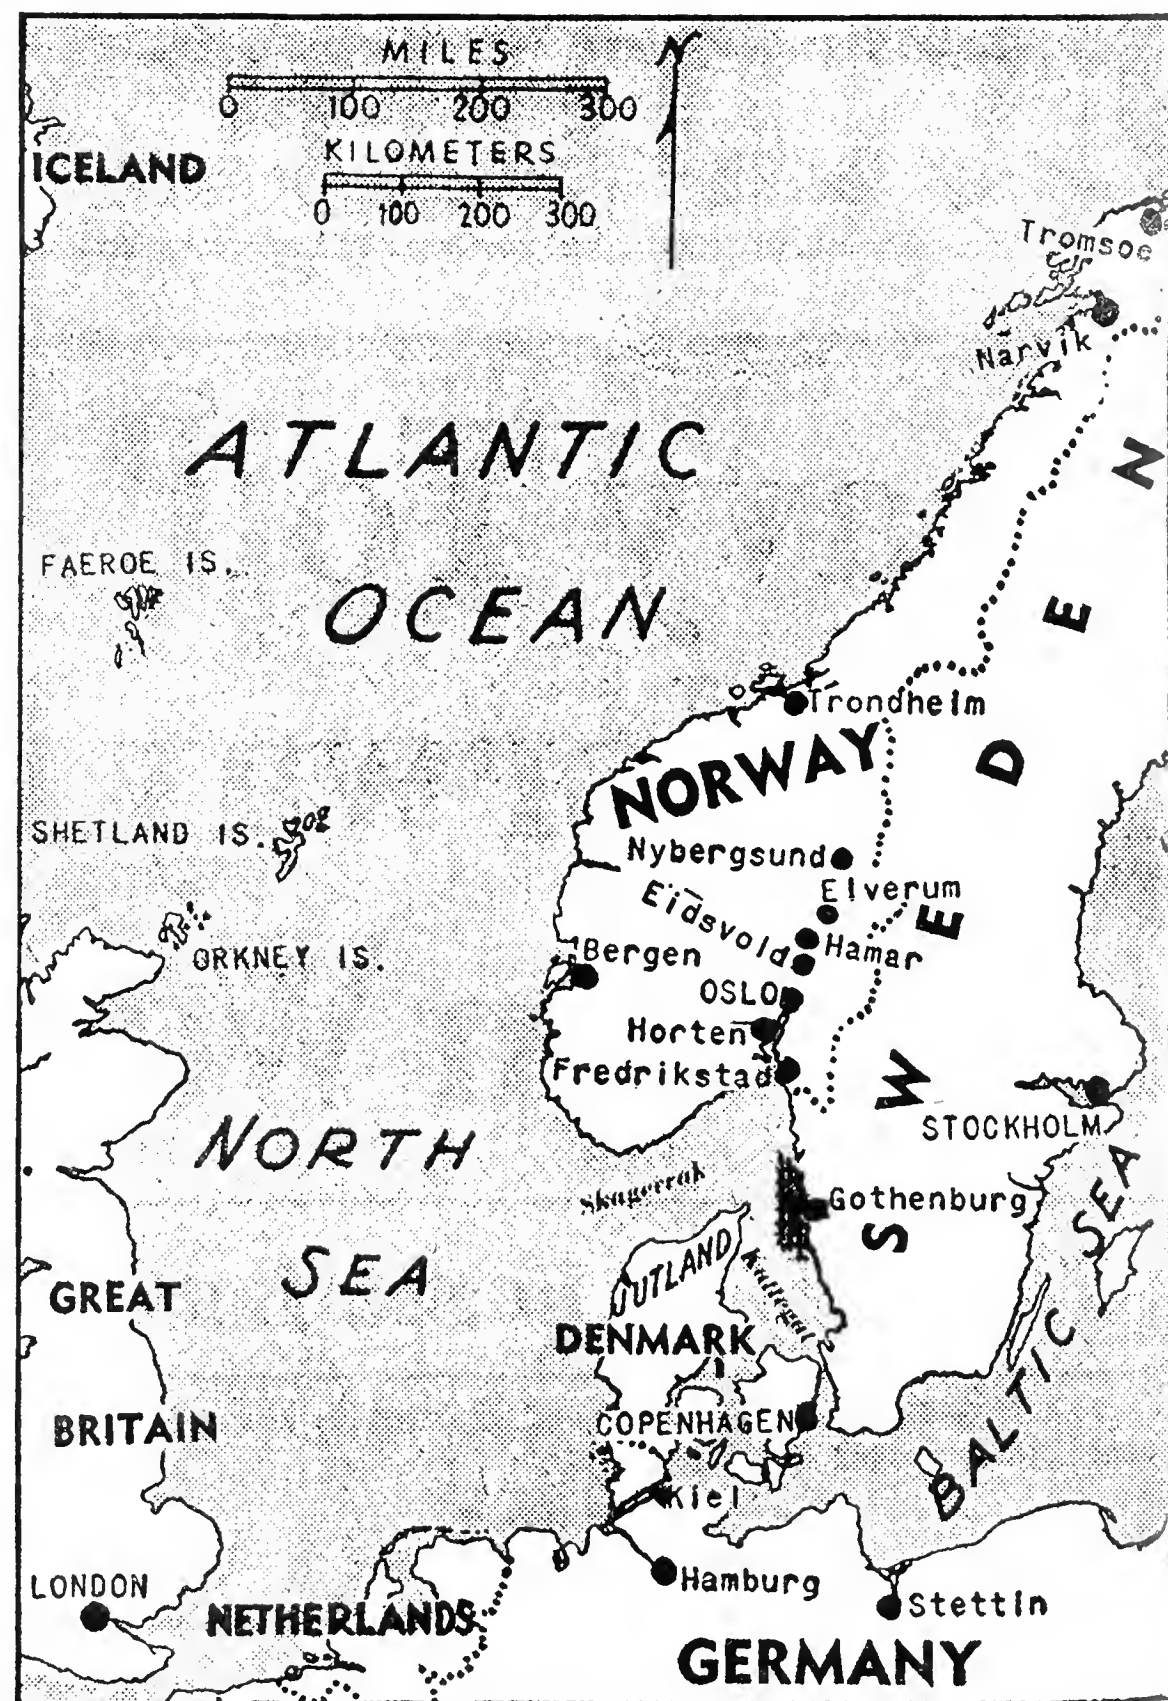 MILES
0 100 200 300
KILOMETERS
0 100 200 300
N
ICELAND
Tromsoe
Narvik
ATLANTIC
OCEAN
FAEROE IS.
Trondheim
NORWAY
SHETLAND IS.
Nybergsund
Elverum
Eidsvold
Hamar
ORKNEY IS.
Bergen
OSLO
Horten
Fredrikstad
SWEDEN
STOCKHOLM
NORTH
SEA
Skagerrak
Gothenburg
JUTLAND
Kattegat
GREAT
BRITAIN
DENMARK
COPENHAGEN
BALTIC SEA
Kiel
LONDON
NETHERLANDS
Hamburg
Stettin
GERMANY